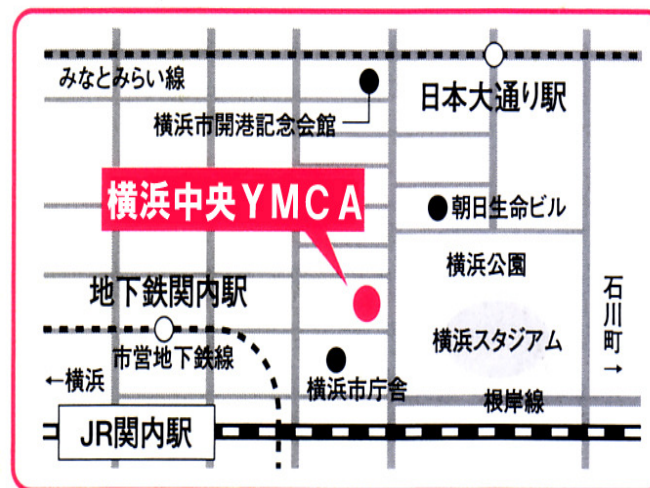 みなとみらい線
日本大通り駅
横浜市開港記念会館
横浜中央YMCA
朝日生命ビル
横浜公園
地下鉄関内駅
石川町→
横浜スタジアム
市営地下鉄線
←横浜
横浜市庁舎
根岸線
JR関内駅